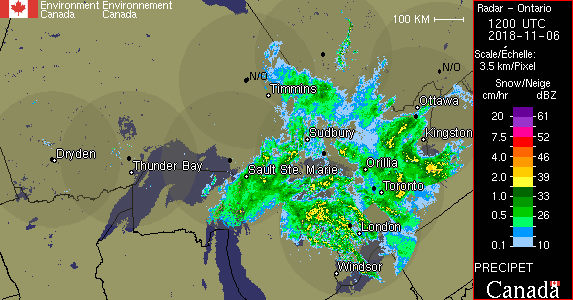 Environment Environnement
Canada Canada
100 KM
N/O
N/O
Timmins
Ottawa
Sudbury
Kingston
Dryden
Thunder Bay
Sault Ste. Marie
Orillia
Toronto
London
Windsor
Radar - Ontario
1200 UTC
2018-11-06
Scale/Échelle:
3.5 km/Pixel
Snow/Neige
cm/hr dBZ
20 61
7.5 52
4.0 46
2.0 39
1.0 33
0.5 26
0.1 10
PRECIPET
Canada